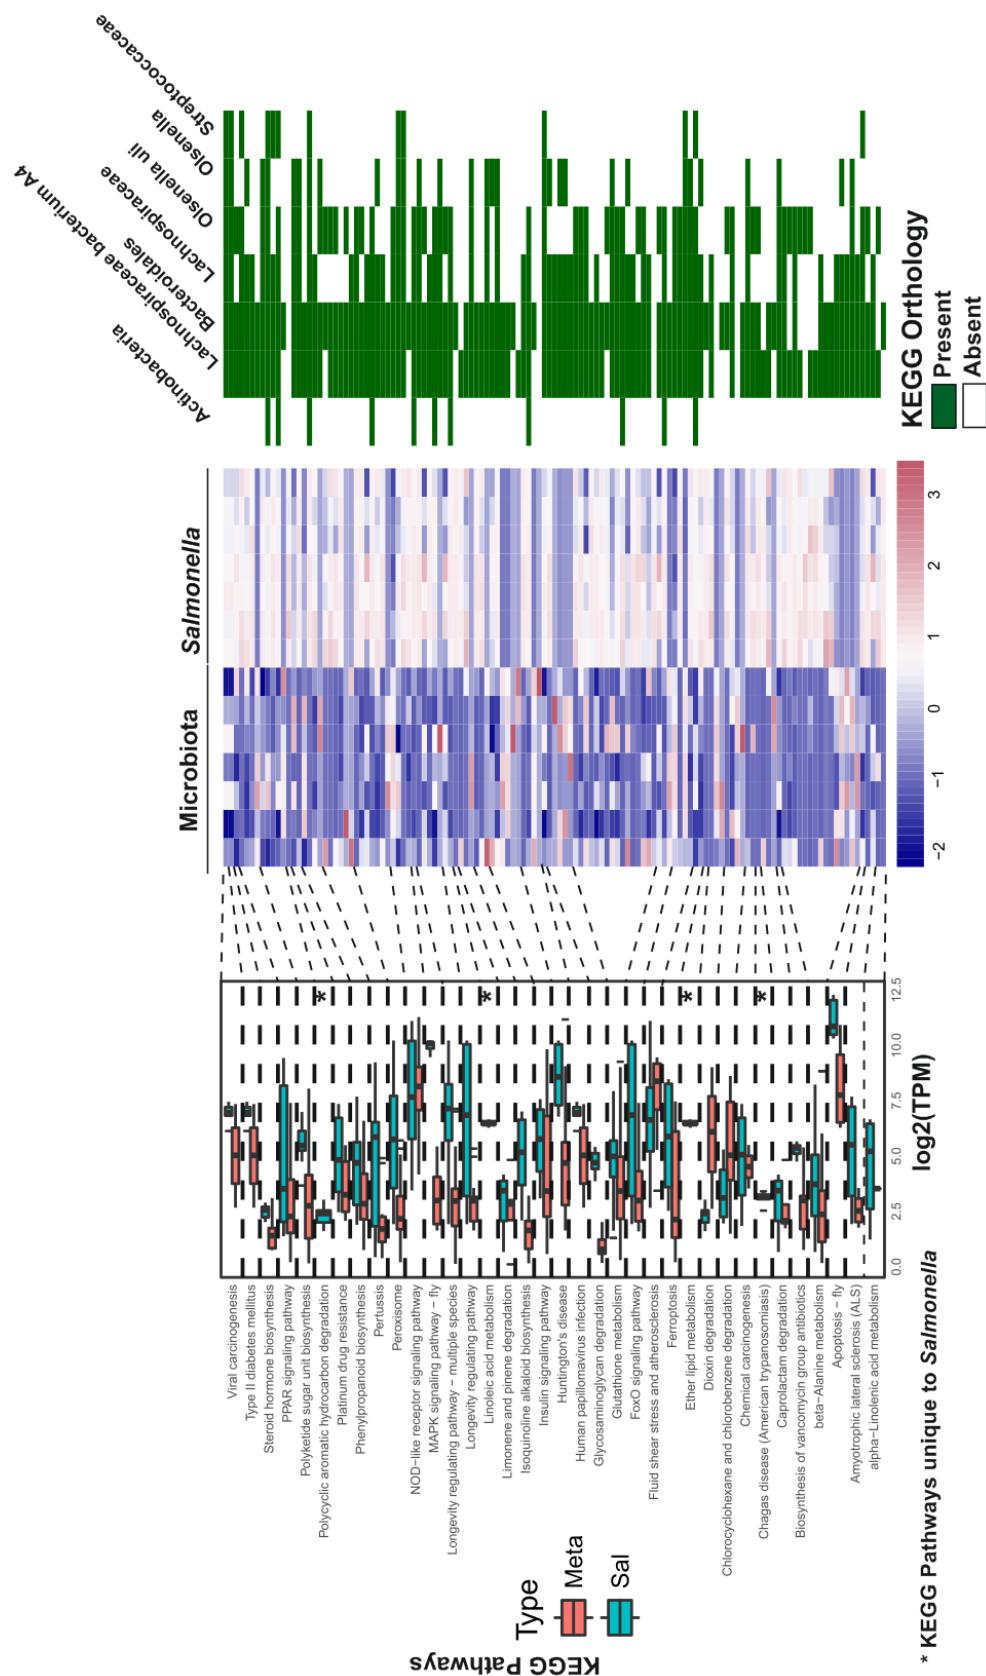 Actinobacteria
Lachnospiraceae bacterium A4
Bacteroidales
Lachnospiraceae
Olsenella uli
Olsenella
Streptococcaceae
Microbiota
Salmonella
Viral carcinogenesis
Type II diabetes mellitus
Steroid hormone biosynthesis
PPAR signaling pathway
Polyketide sugar unit biosynthesis
Polycyclic aromatic hydrocarbon degradation
*
Platinum drug resistance
Phenylpropanoid biosynthesis
Pertussis
Peroxisome
NOD−like receptor signaling pathway
MAPK signaling pathway − fly
Longevity regulating pathway − multiple species
Longevity regulating pathway
Linoleic acid metabolism
*
Limonene and pinene degradation
Isoquinoline alkaloid biosynthesis
Insulin signaling pathway
Huntington's disease
Human papillomavirus infection
Glycosaminoglycan degradation
Glutathione metabolism
FoxO signaling pathway
Fluid shear stress and atherosclerosis
Ferroptosis
Ether lipid metabolism
*
Dioxin degradation
Chlorocyclohexane and chlorobenzene degradation
Chemical carcinogenesis
Chagas disease (American trypanosomiasis)
*
Caprolactam degradation
Biosynthesis of vancomycin group antibiotics
beta−Alanine metabolism
Apoptosis − fly
Amyotrophic lateral sclerosis (ALS)
alpha−Linolenic acid metabolism
0.0 2.5 5.0 7.5 10.0 12.5
log2(TPM)
−2 −1 0 1 2 3
KEGG Orthology
Present
Absent
KEGG Pathways
Type
Meta
Sal
* KEGG Pathways unique to Salmonella